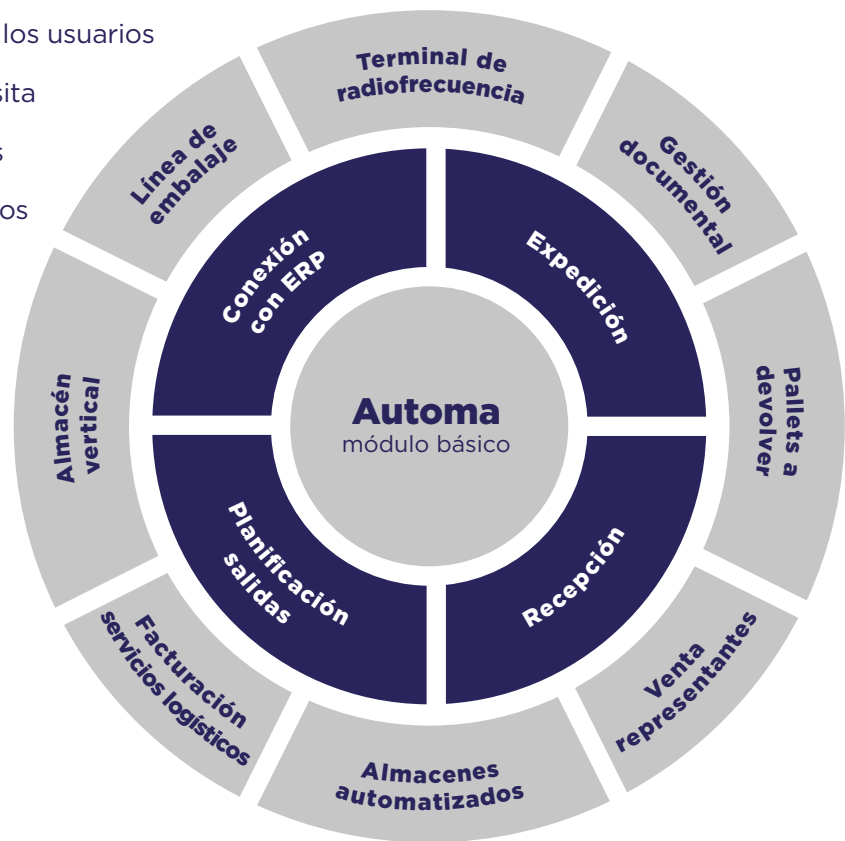 los usuarios
sita
s
os
Terminal de
radiofrecuencia
Gestión
documental
Pallets a
devolver
Venta
representantes
Almacenes
automatizados
Facturación
servicios logísticos
Almacén
vertical
Línea de
embalaje
Conexión
con ERP
Expedición
Recepción
Planificación
salidas
Automa
módulo básico